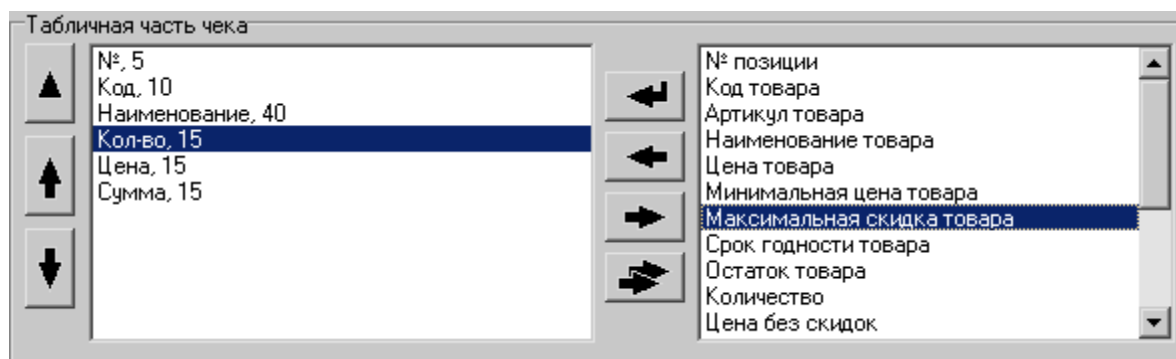 Табличная часть чека
№, 5
Код, 10
Наименование, 40
Кол-во, 15
Цена, 15
Сумма, 15
№ позиции
Код товара
Артикул товара
Наименование товара
Цена товара
Минимальная цена товара
Максимальная скидка товара
Срок годности товара
Остаток товара
Количество
Цена без скидок